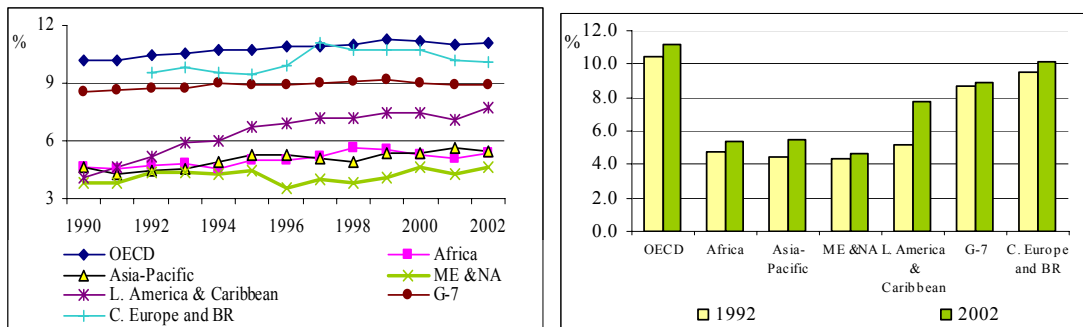 12
%
9
6
3
1990 1992 1994 1996 1998 2000 2002
OECD Africa
Asia-Pacific ME &NA
L. America & Caribbean G-7
C. Europe and BR
12.0
%
10.0
8.0
6.0
4.0
2.0
0.0
OECD Africa Asia- ME &NA L. America G-7 C. Europe
Pacific & and BR
Caribbean
1992 2002